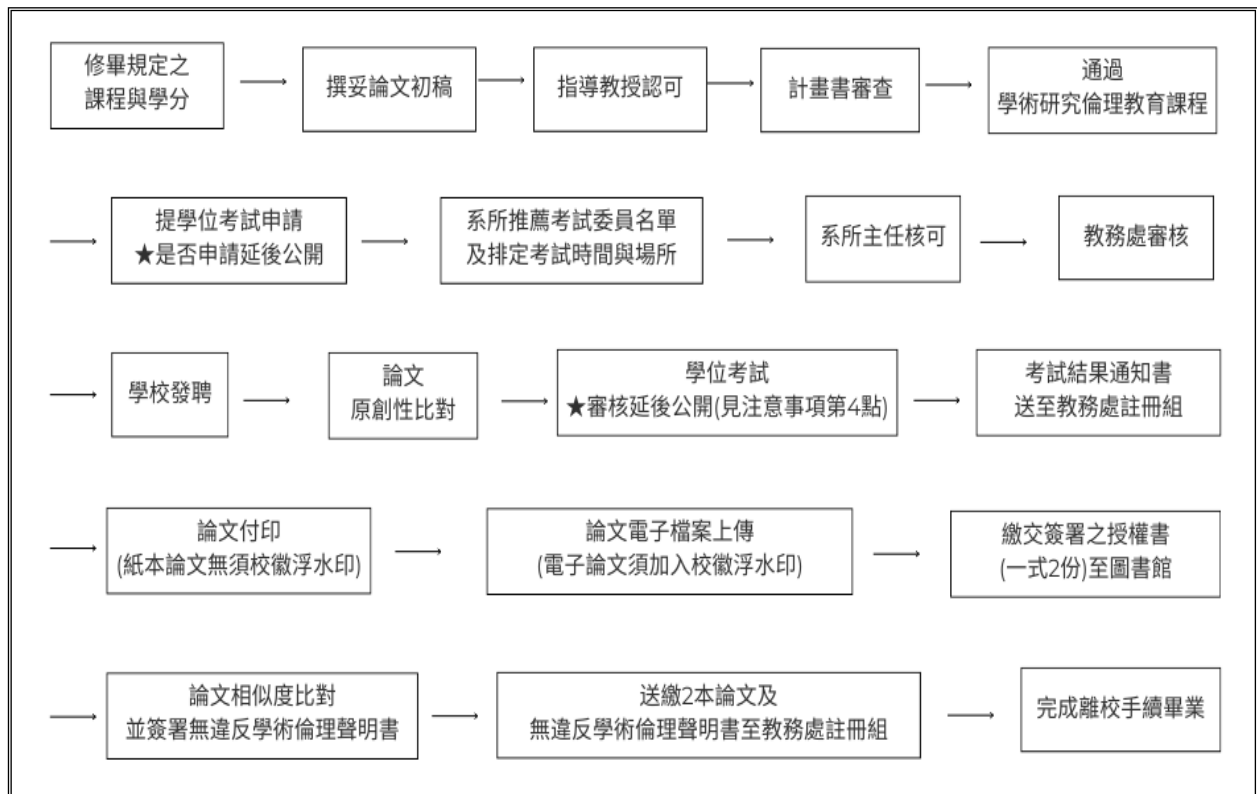 修畢規定之
課程與學分
撰妥論文初稿
指導教授認可
計畫書審查
通過
學術研究倫理教育課程
提學位考試申請
★是否申請延後公開
系所推薦考試委員名單
及排定考試時間與場所
系所主任核可
教務處審核
學校發聘
論文
原創性比對
學位考試
★審核延後公開(見注意事項第4點)
考試結果通知書
送至教務處註冊組
論文付印
(紙本論文無須校徽浮水印)
論文電子檔案上傳
(電子論文須加入校徽浮水印)
繳交簽署之授權書
(一式2份)至圖書館
論文相似度比對
並簽署無違反學術倫理聲明書
送繳2本論文及
無違反學術倫理聲明書至教務處註冊組
完成離校手續畢業